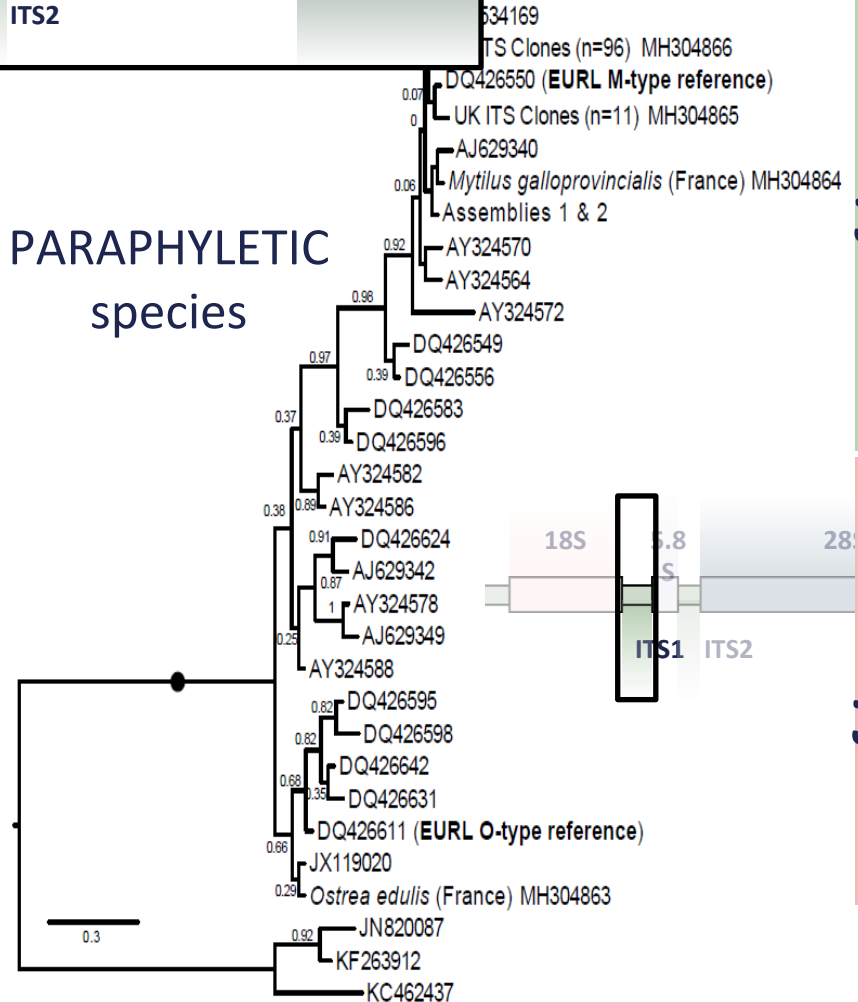 ITS2
534169
TS Clones (n=96) MH304866
DQ426550 (EURL M-type reference)
0.07
0
UK ITS Clones (n=11) MH304865
AJ629340
0.06
Mytilus galloprovincialis (France) MH304864
Assemblies 1 & 2
PARAPHYLETIC
species
0.92
AY324570
AY324564
0.98
AY324572
0.97
DQ426549
0.39
DQ426556
0.37
DQ426583
0.39
DQ426596
AY324582
0.38
0.89
AY324586
0.91
DQ426624
0.87
AJ629342
1
AY324578
0.25
AJ629349
AY324588
18S
5.8
S
28S
ITS1
ITS2
0.82
DQ426595
0.82
DQ426598
DQ426642
0.68
0.35
DQ426631
DQ426611 (EURL O-type reference)
0.66
JX119020
0.29
Ostrea edulis (France) MH304863
0.3
0.92
JN820087
KF263912
KC462437